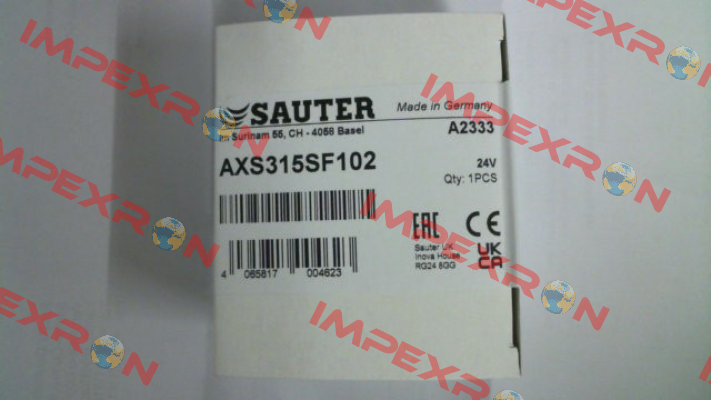 SAUTER
Made in Germany
Im Surinam 55, CH - 4058 Basel
A2333
AXS315SF102
24V
Qty: 1PCS
EAC CE
Sauter UK
Inova House
RG24 8GG
UK
CA
4 065817 004623
IMPEXRON
IMPEXRON
IMPEXRON
IMPEXRON
IMPEXRON
IMPEXRON